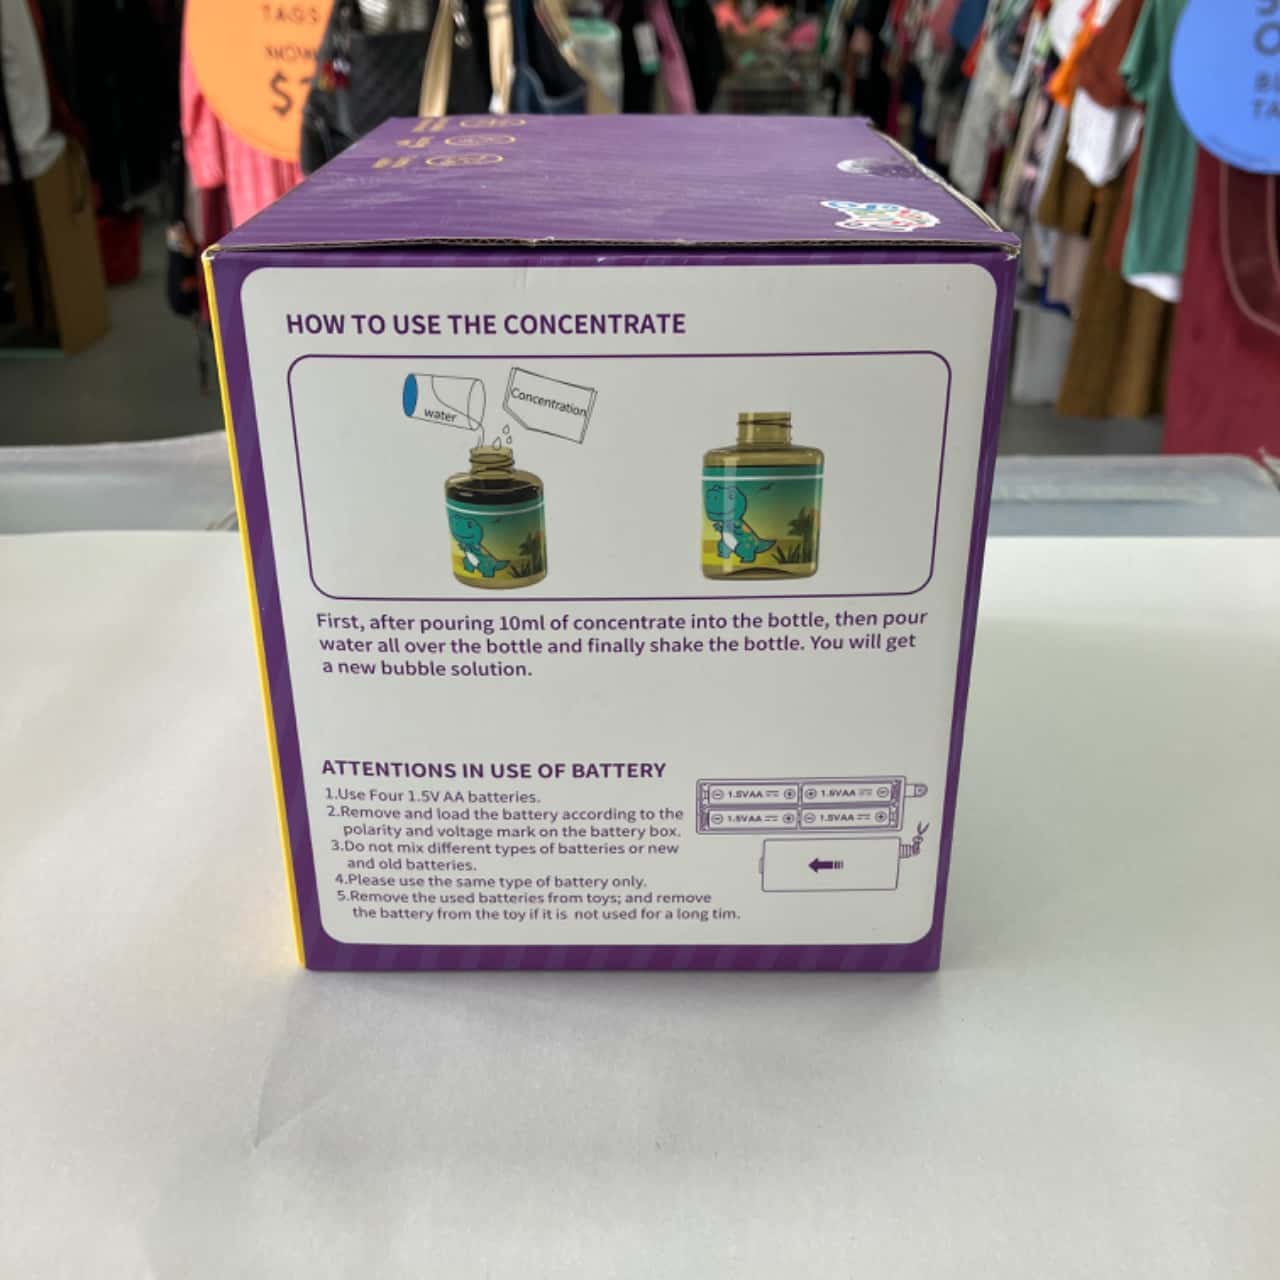 TAGS
NOW
$
HOW TO USE THE CONCENTRATE
water
Concentration
First, after pouring 10ml of concentrate into the bottle, then pour
water all over the bottle and finally shake the bottle. You will get
a new bubble solution.
ATTENTIONS IN USE OF BATTERY
1.Use Four 1.5V AA batteries.
2.Remove and load the battery according to the
polarity and voltage mark on the battery box.
3.Do not mix different types of batteries or new
and old batteries.
4.Please use the same type of battery only.
5.Remove the used batteries from toys; and remove
the battery from the toy if it is not used for a long tim.
1.5VAA
1.5VAA
1.5VAA
1.5VAA